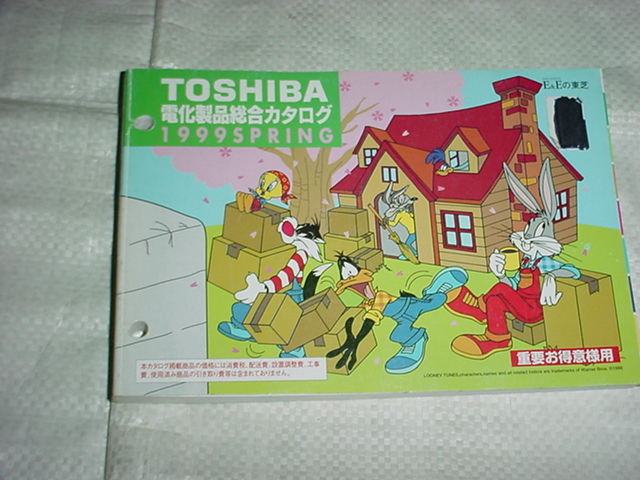 TOSHIBA
電化製品総合カタログ
1999SPRING
E&Eの東芝
重要お得意様用
本カタログ掲載商品の価格には消費税、配送費、設置調整費、工事
費、使用済み商品の引き取り費等は含まれておりません。
LOONEY TUNES, characters, names and all related indicia are trademarks of Warner Bros. ©1998